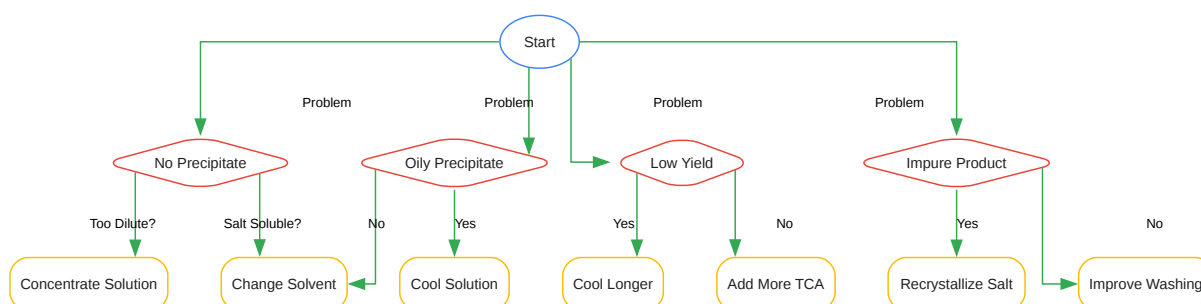 Start
Problem
Problem
Problem
Problem
No Precipitate
Oily Precipitate
Low Yield
Impure Product
Too Dilute?
Salt Soluble?
No
Yes
Yes
No
Yes
No
Concentrate Solution
Change Solvent
Cool Solution
Cool Longer
Add More TCA
Recrystallize Salt
Improve Washing